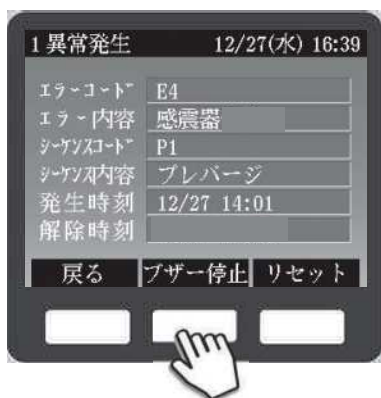 1 異常発生 12/27(水) 16:39
ｴﾗｰｺｰﾄﾞ E4
エラー内容 感震器
ｼｰｹﾝｽｺｰﾄﾞ P1
ｼｰｹﾝｽ内容 プレパージ
発生時刻 12/27 14:01
解除時刻
戻る ブザー停止 リセット